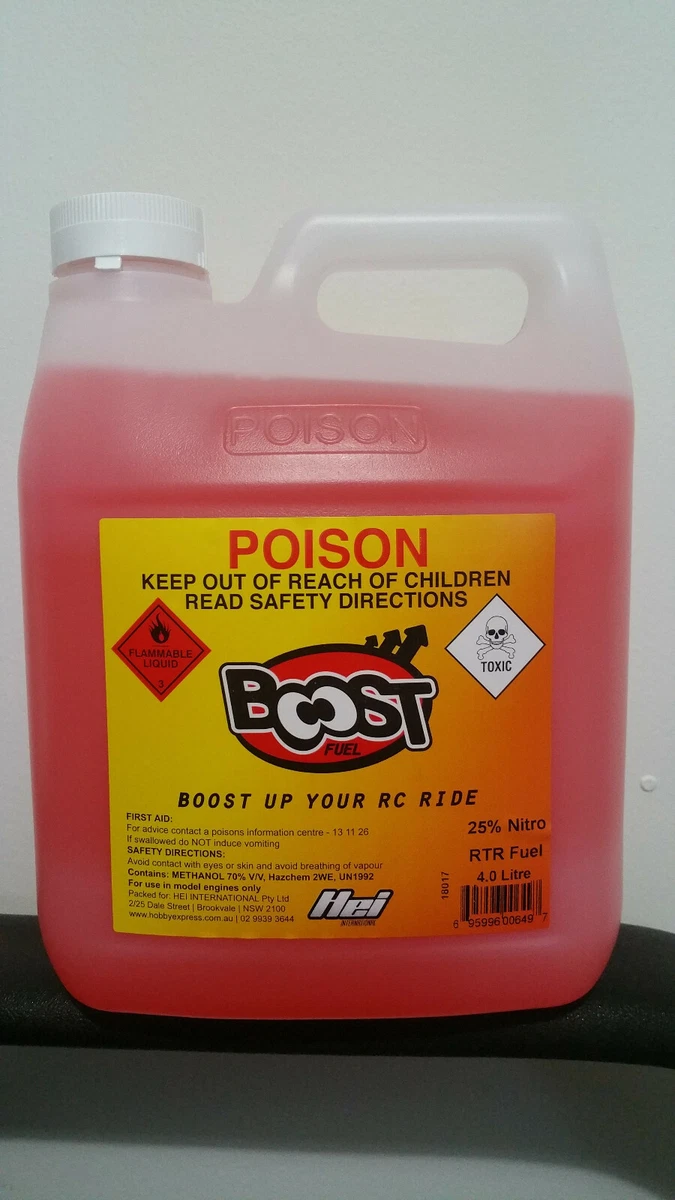 POISON
POISON
KEEP OUT OF REACH OF CHILDREN
READ SAFETY DIRECTIONS
FLAMMABLE
LIQUID
3
TOXIC
BOOST
FUEL
BOOST UP YOUR RC RIDE
FIRST AID:
For advice contact a poisons information centre - 13 11 26
If swallowed do NOT induce vomiting
SAFETY DIRECTIONS:
Avoid contact with eyes or skin and avoid breathing of vapour
Contains: METHANOL 70% V/V, Hazchem 2WE, UN1992
For use in model engines only
Packed for: HEI INTERNATIONAL Pty Ltd
2/25 Dale Street | Brookvale | NSW 2100
www.hobbyexpress.com.au | 02 9939 3644
Hei
INTERNATIONAL
25% Nitro
RTR Fuel
4.0 Litre
18017
6 95996 00649 7